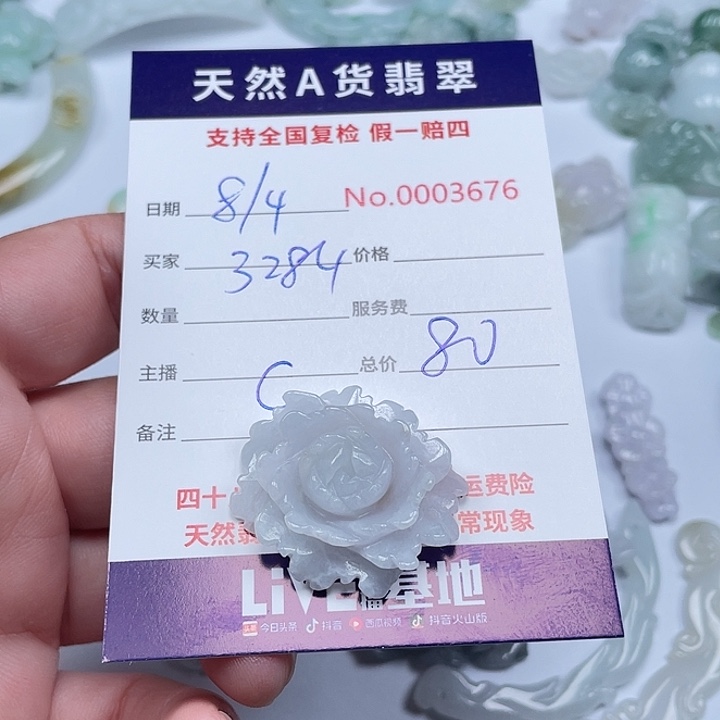 天然A货翡翠
支持全国复检 假一赔四
日期 8/4 No.0003676
买家 3284 价格
数量 服务费
主播 C 总价 80
备注
四十 运费险
天然翡 常现象
LiVE 基地
今日头条 抖音 西瓜视频 抖音火山版